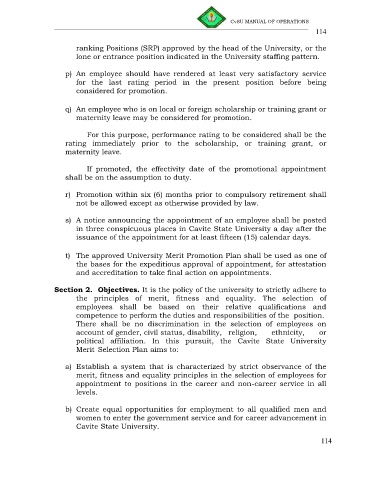 CvSU MANUAL OF OPERATIONS
114
ranking Positions (SRP) approved by the head of the University, or the
lone or entrance position indicated in the University staffing pattern.
p) An employee should have rendered at least very satisfactory service
for the last rating period in the present position before being
considered for promotion.
q) An employee who is on local or foreign scholarship or training grant or
maternity leave may be considered for promotion.
For this purpose, performance rating to be considered shall be the
rating immediately prior to the scholarship, or training grant, or
maternity leave.
If promoted, the effectivity date of the promotional appointment
shall be on the assumption to duty.
r) Promotion within six (6) months prior to compulsory retirement shall
not be allowed except as otherwise provided by law.
s) A notice announcing the appointment of an employee shall be posted
in three conspicuous places in Cavite State University a day after the
issuance of the appointment for at least fifteen (15) calendar days.
t) The approved University Merit Promotion Plan shall be used as one of
the bases for the expeditious approval of appointment, for attestation
and accreditation to take final action on appointments.
Section 2. Objectives. It is the policy of the university to strictly adhere to
the principles of merit, fitness and equality. The selection of
employees shall be based on their relative qualifications and
competence to perform the duties and responsibilities of the position.
There shall be no discrimination in the selection of employees on
account of gender, civil status, disability, religion, ethnicity, or
political affiliation. In this pursuit, the Cavite State University
Merit Selection Plan aims to:
a) Establish a system that is characterized by strict observance of the
merit, fitness and equality principles in the selection of employees for
appointment to positions in the career and non-career service in all
levels.
b) Create equal opportunities for employment to all qualified men and
women to enter the government service and for career advancement in
Cavite State University.
114